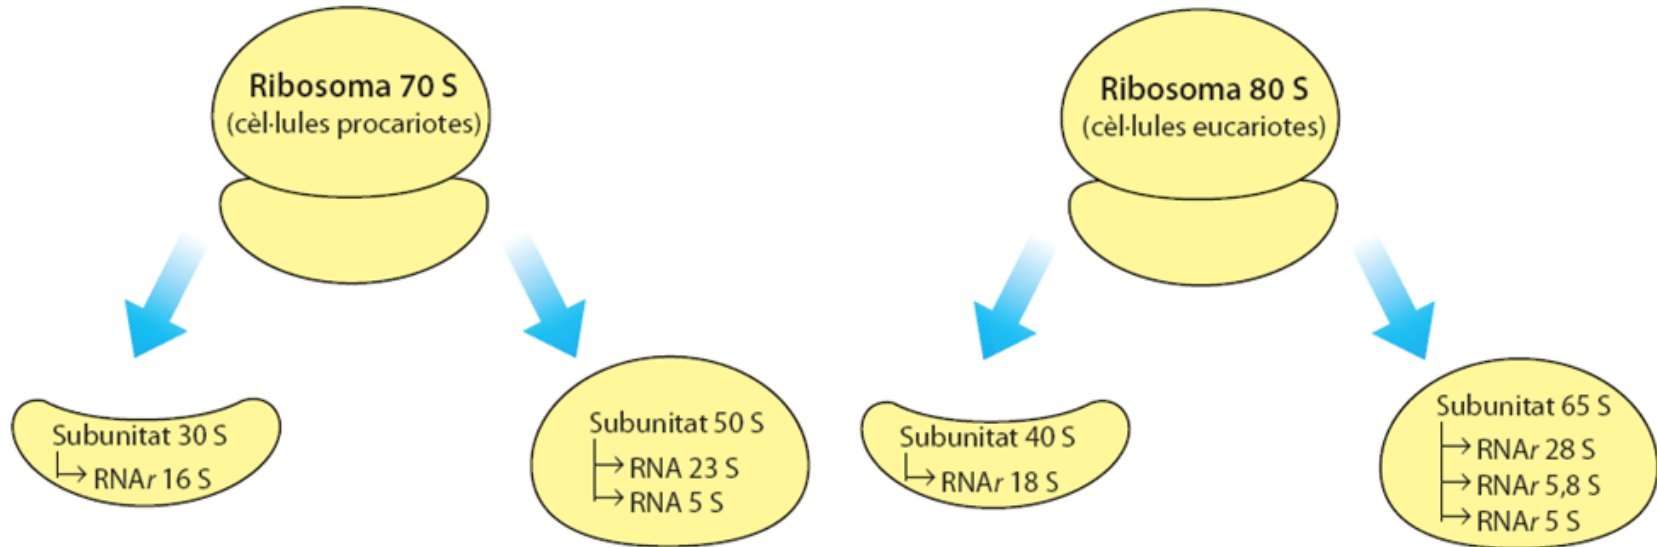 Ribosoma 70 S
(cèl·lules procariotes)
Ribosoma 80 S
(cèl·lules eucariotes)
Subunitat 30 S
RNAr 16 S
Subunitat 50 S
RNA 23 S
RNA 5 S
Subunitat 40 S
RNAr 18 S
Subunitat 65 S
RNAr 28 S
RNAr 5,8 S
RNAr 5 S